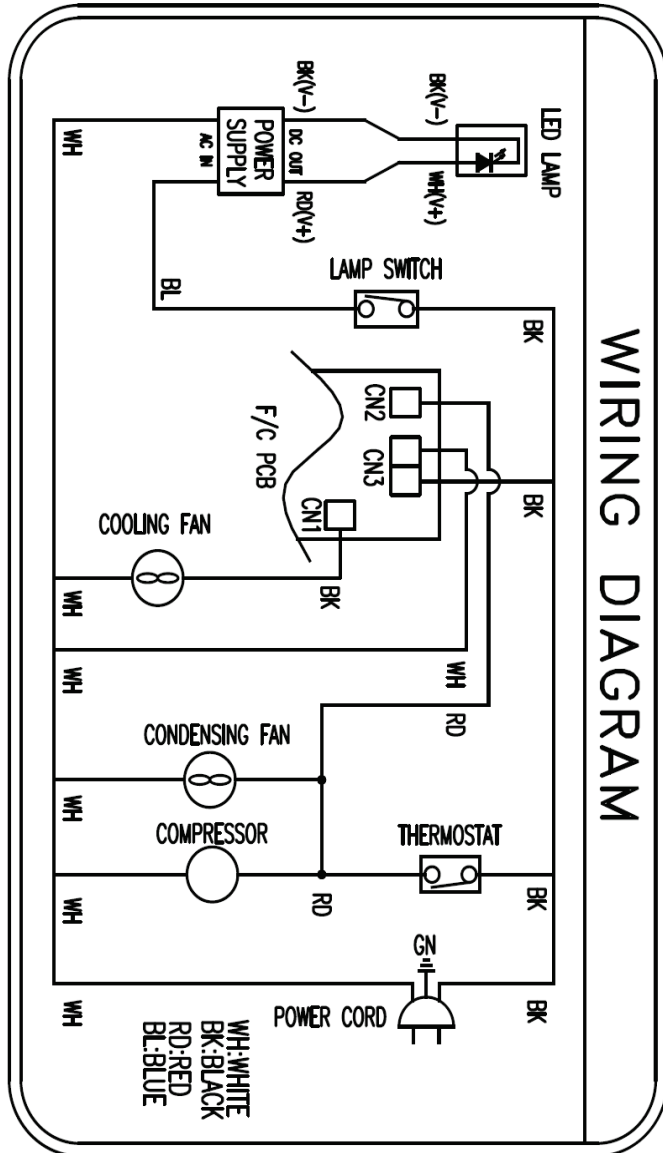 WIRING DIAGRAM
LED LAMP
BK(V-)
WH(V+)
BK(V-)
RD(V+)
DC OUT
POWER
SUPPLY
AC IN
WH
BL
LAMP SWITCH
BK
CN2
CN3
CN1
F/C PCB
BK
COOLING FAN
BK
WH
WH
WH
RD
CONDENSING FAN
WH
COMPRESSOR
RD
THERMOSTAT
BK
WH
GN
POWER CORD
BK
WH
WH:WHITE
BK:BLACK
RD:RED
BL:BLUE